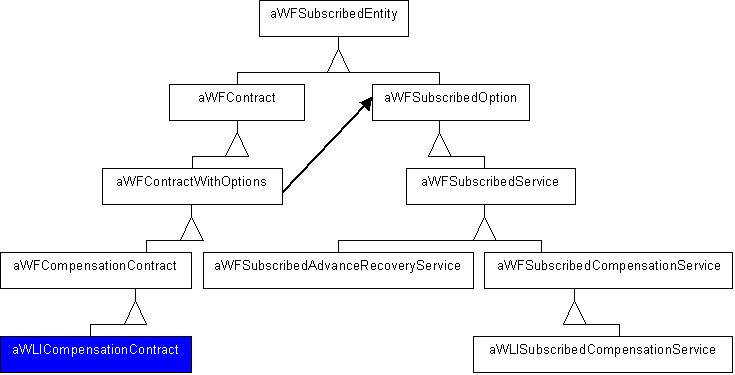 aWFSubscribedEntity
aWFContract
aWFSubscribedOption
aWFContractWithOptions
aWFSubscribedService
aWFCompensationContract
aWFSubscribedAdvanceRecoveryService
aWFSubscribedCompensationService
aWLICompensationContract
aWLISubscribedCompensationService